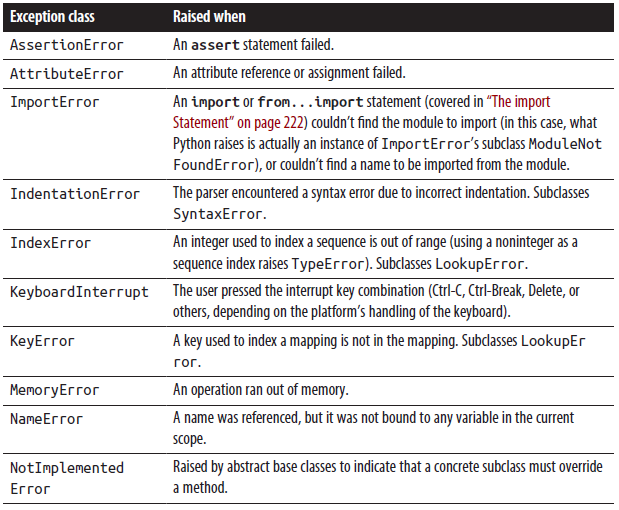 Exception class Raised when
AssertionError An assert statement failed.
AttributeError An attribute reference or assignment failed.
ImportError An import or from...import statement (covered in “The import
Statement” on page 222) couldn’t find the module to import (in this case, what
Python raises is actually an instance of ImportError’s subclass ModuleNot
FoundError), or couldn’t find a name to be imported from the module.
IndentationError The parser encountered a syntax error due to incorrect indentation. Subclasses
SyntaxError.
IndexError An integer used to index a sequence is out of range (using a noninteger as a
sequence index raises TypeError). Subclasses LookupError.
KeyboardInterrupt The user pressed the interrupt key combination (Ctrl-C, Ctrl-Break, Delete, or
others, depending on the platform’s handling of the keyboard).
KeyError A key used to index a mapping is not in the mapping. Subclasses LookupEr
ror.
MemoryError An operation ran out of memory.
NameError A name was referenced, but it was not bound to any variable in the current
scope.
NotImplemented Raised by abstract base classes to indicate that a concrete subclass must override
Error a method.